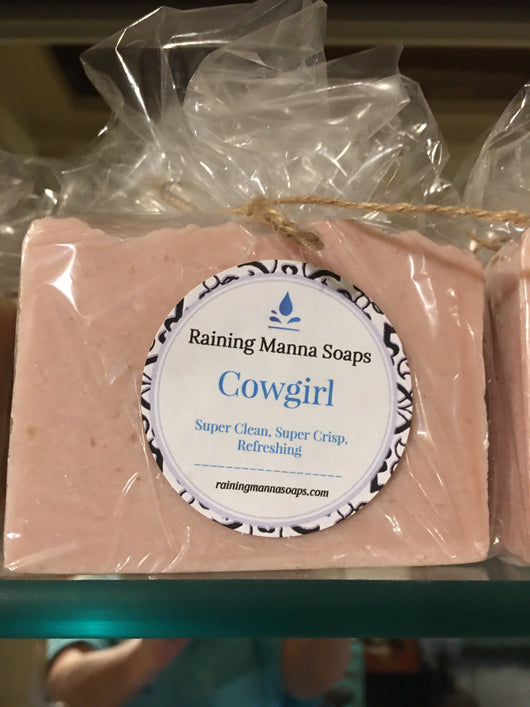 Raining Manna Soaps
Cowgirl
Super Clean, Super Crisp,
Refreshing
rainingmannasoaps.com